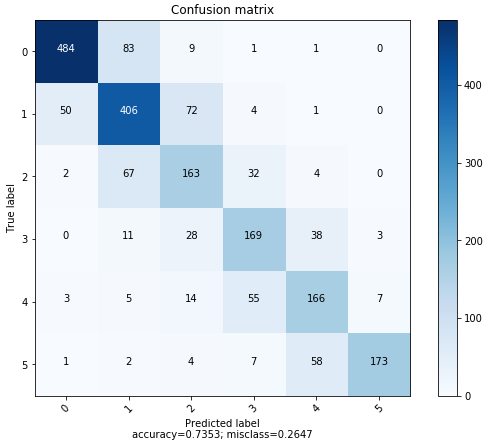 Confusion matrix
0 484 83 9 1 1 0
1 50 406 72 4 1 0
2 2 67 163 32 4 0
3 0 11 28 169 38 3
4 3 5 14 55 166 7
5 1 2 4 7 58 173
0 1 2 3 4 5
True label
Predicted label
accuracy=0.7353; misclass=0.2647
400
300
200
100
0